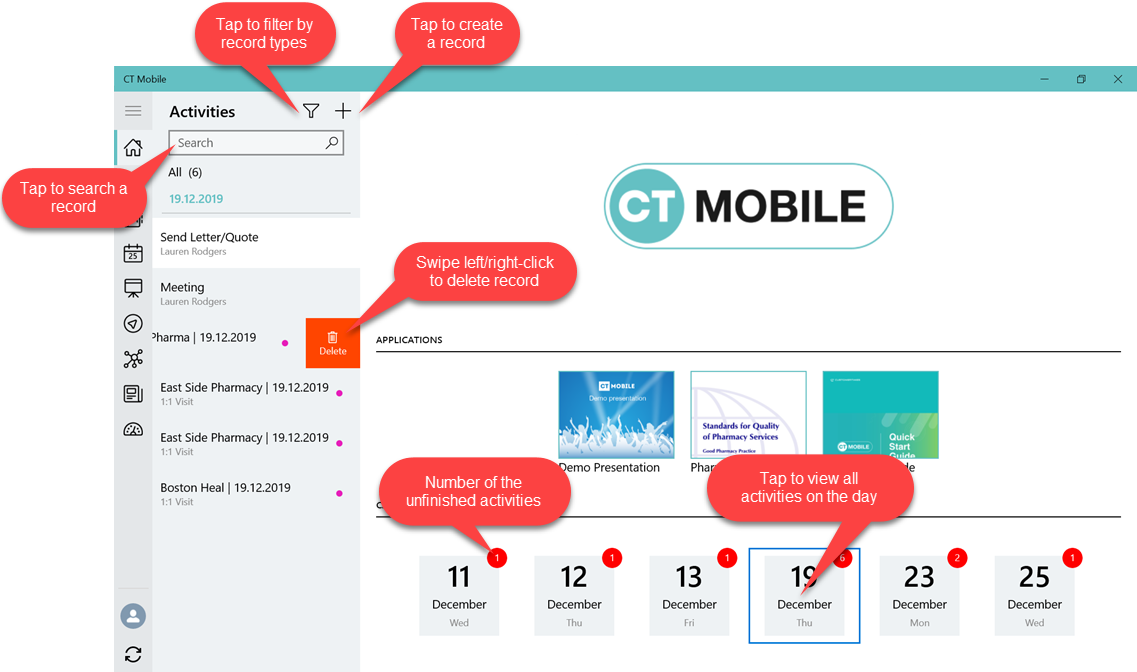 Tap to filter by
record types
Tap to create
a record
CT Mobile
Activities
Search
All (6)
19.12.2019
Tap to search a
record
Send Letter/Quote
Lauren Rodgers
25
Meeting
Lauren Rodgers
Pharma | 19.12.2019
Delete
East Side Pharmacy | 19.12.2019
1:1 Visit
East Side Pharmacy | 19.12.2019
1:1 Visit
Boston Heal | 19.12.2019
1:1 Visit
CT MOBILE
Swipe left/right-click
to delete record
APPLICATIONS
CT MOBILE
Demo presentation
Demo Presentation
Standards for Quality
of Pharmacy Services
Good Pharmacy Practice
CT MOBILE
Quick
Start
Guide
Number of the
unfinished activities
Tap to view all
activities on the day
1
11
December
Wed
1
12
December
Thu
1
13
December
Fri
6
19
December
Thu
2
23
December
Mon
1
25
December
Wed